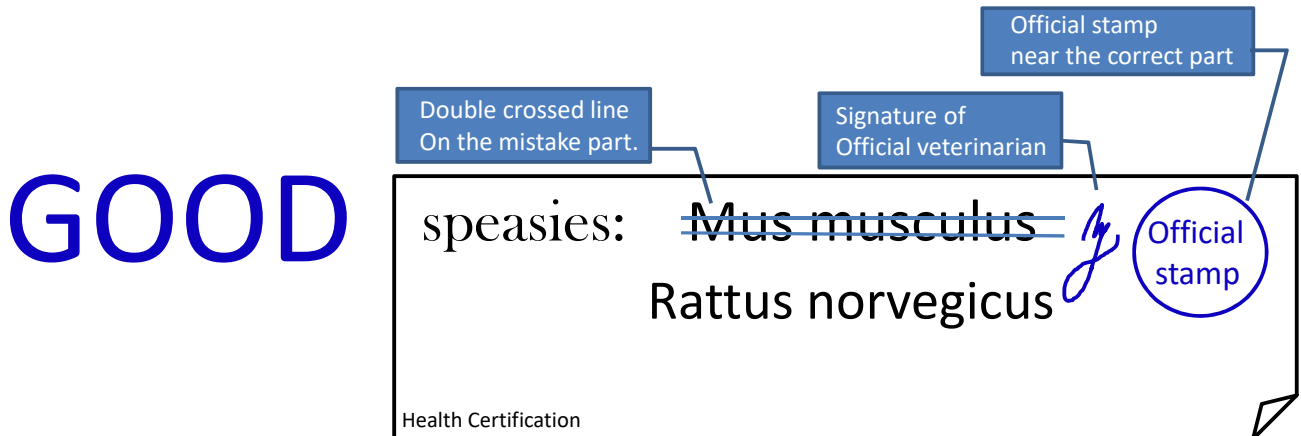 Official stamp
near the correct part
Double crossed line
On the mistake part.
Signature of
Official veterinarian
GOOD
speasies: Mus musculus
Official
stamp
Rattus norvegicus
Health Certification